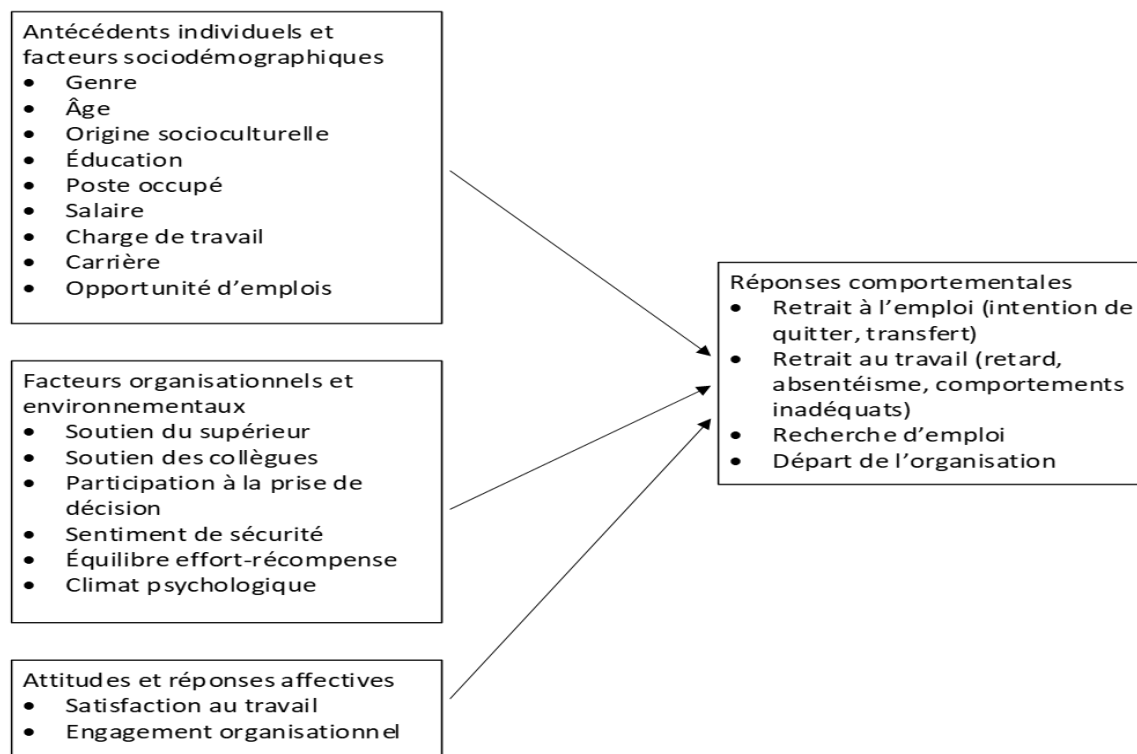 Antécédents individuels et
facteurs sociodémographiques
• Genre
• Âge
• Origine socioculturelle
• Éducation
• Poste occupé
• Salaire
• Charge de travail
• Carrière
• Opportunité d’emplois
Facteurs organisationnels et
environnementaux
• Soutien du supérieur
• Soutien des collègues
• Participation à la prise de
décision
• Sentiment de sécurité
• Équilibre effort-récompense
• Climat psychologique
Attitudes et réponses affectives
• Satisfaction au travail
• Engagement organisationnel
Réponses comportementales
• Retrait à l’emploi (intention de
quitter, transfert)
• Retrait au travail (retard,
absentéisme, comportements
inadéquats)
• Recherche d’emploi
• Départ de l’organisation